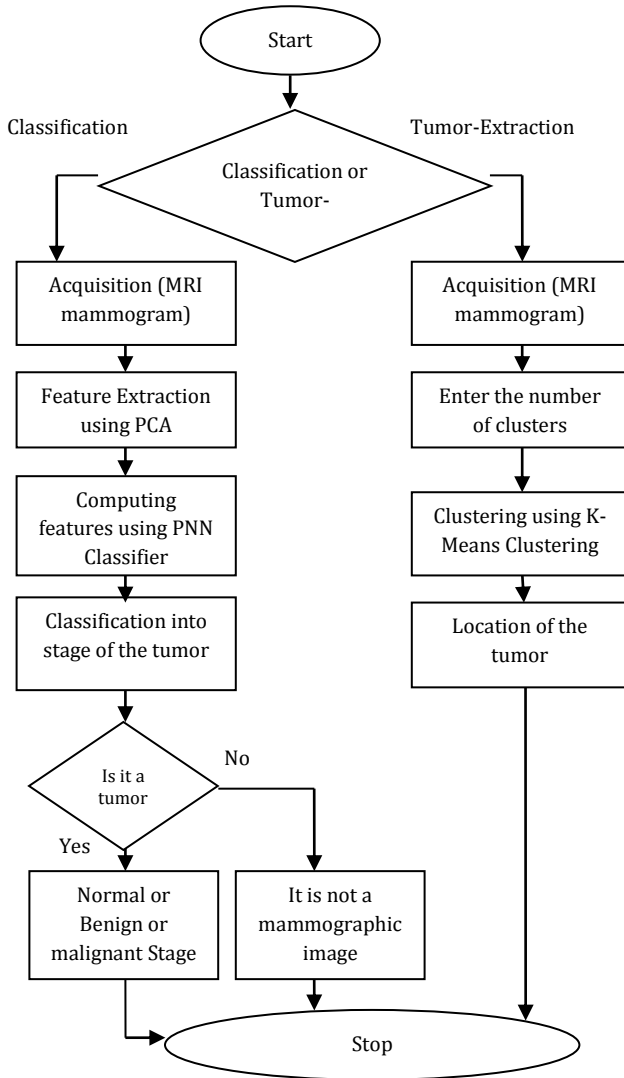 Start
Classification
Tumor-Extraction
Classification or
Tumor-
Acquisition (MRI
mammogram)
Feature Extraction
using PCA
Computing
features using PNN
Classifier
Classification into
stage of the tumor
Is it a
tumor
No
Yes
Normal or
Benign or
malignant Stage
It is not a
mammographic
image
Acquisition (MRI
mammogram)
Enter the number
of clusters
Clustering using K-
Means Clustering
Location of the
tumor
Stop